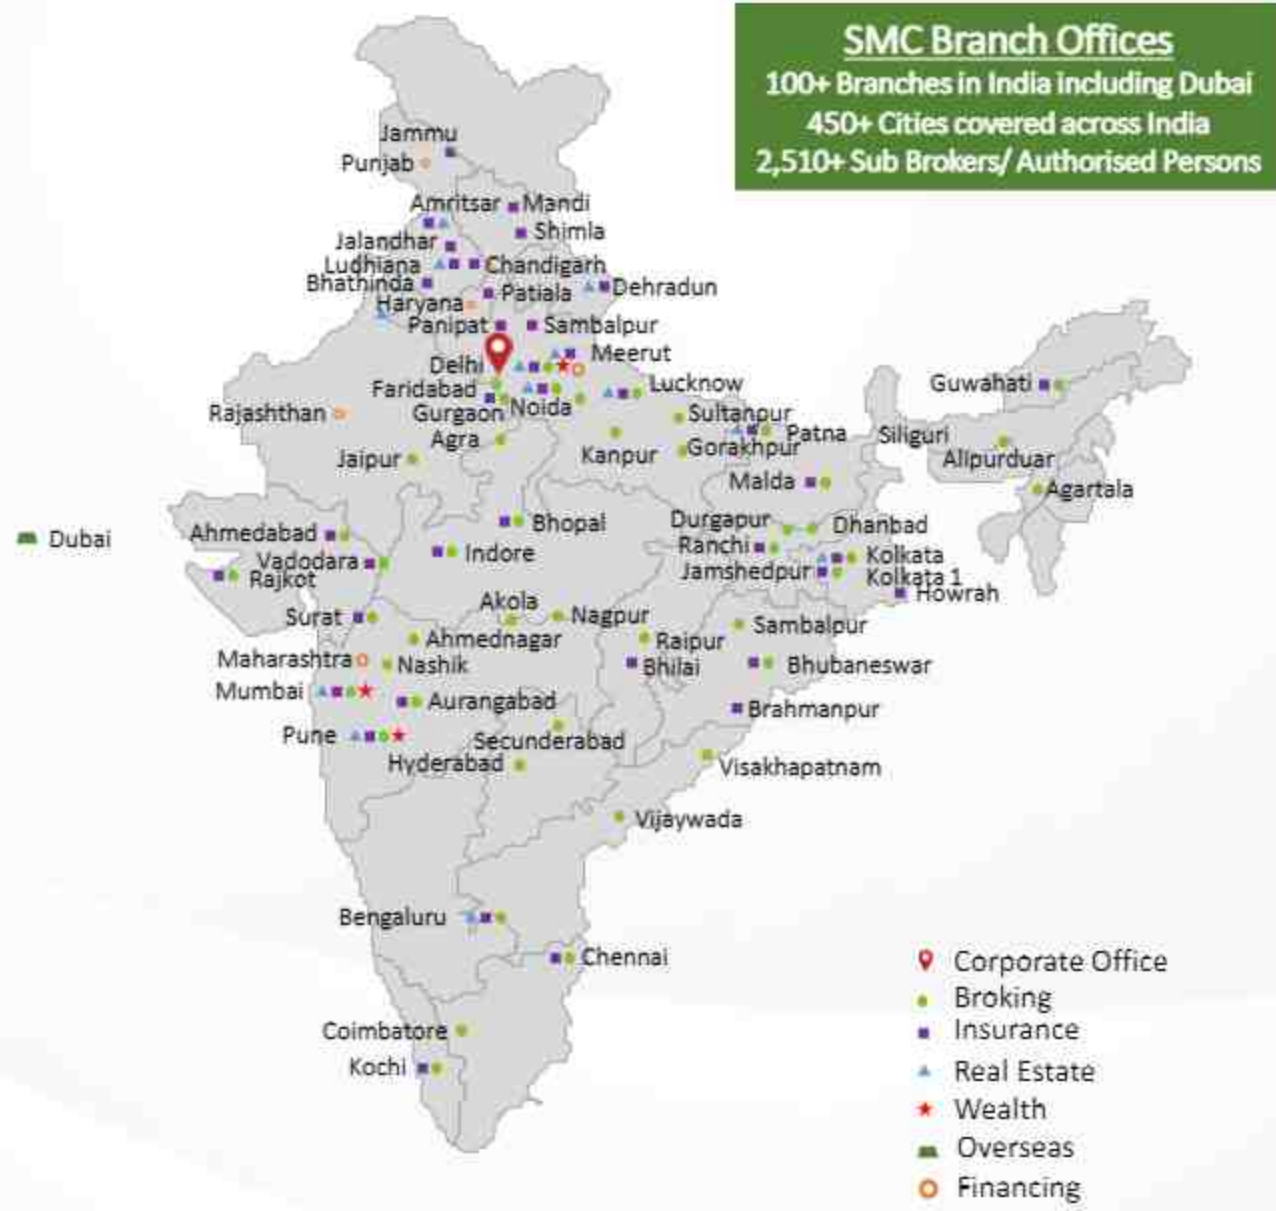 SMC Branch Offices
100+ Branches in India including Dubai
450+ Cities covered across India
2,510+ Sub Brokers/ Authorised Persons
Jammu
Punjab
Amritsar
Mandi
Shimla
Jalandhar
Ludhiana
Chandigarh
Bhathinda
Patiala
Dehradun
Haryana
Panipat
Sambalpur
Meerut
Delhi
Faridabad
Lucknow
Guwahati
Rajashthan
Gurgaon
Noida
Sultanpur
Patna
Siliguri
Agra
Kanpur
Gorakhpur
Alipurduar
Jaipur
Malda
Agartala
Dubai
Ahmedabad
Bhopal
Durgapur
Dhanbad
Vadodara
Indore
Ranchi
Kolkata
Rajkot
Jamshedpur
Kolkata 1
Howrah
Surat
Akola
Nagpur
Sambalpur
Ahmednagar
Raipur
Maharashtra
Nashik
Bhilai
Bhubaneswar
Mumbai
Aurangabad
Brahmanpur
Pune
Secunderabad
Hyderabad
Visakhapatnam
Vijaywada
Bengaluru
Chennai
Coimbatore
Kochi
Corporate Office
Broking
Insurance
Real Estate
Wealth
Overseas
Financing